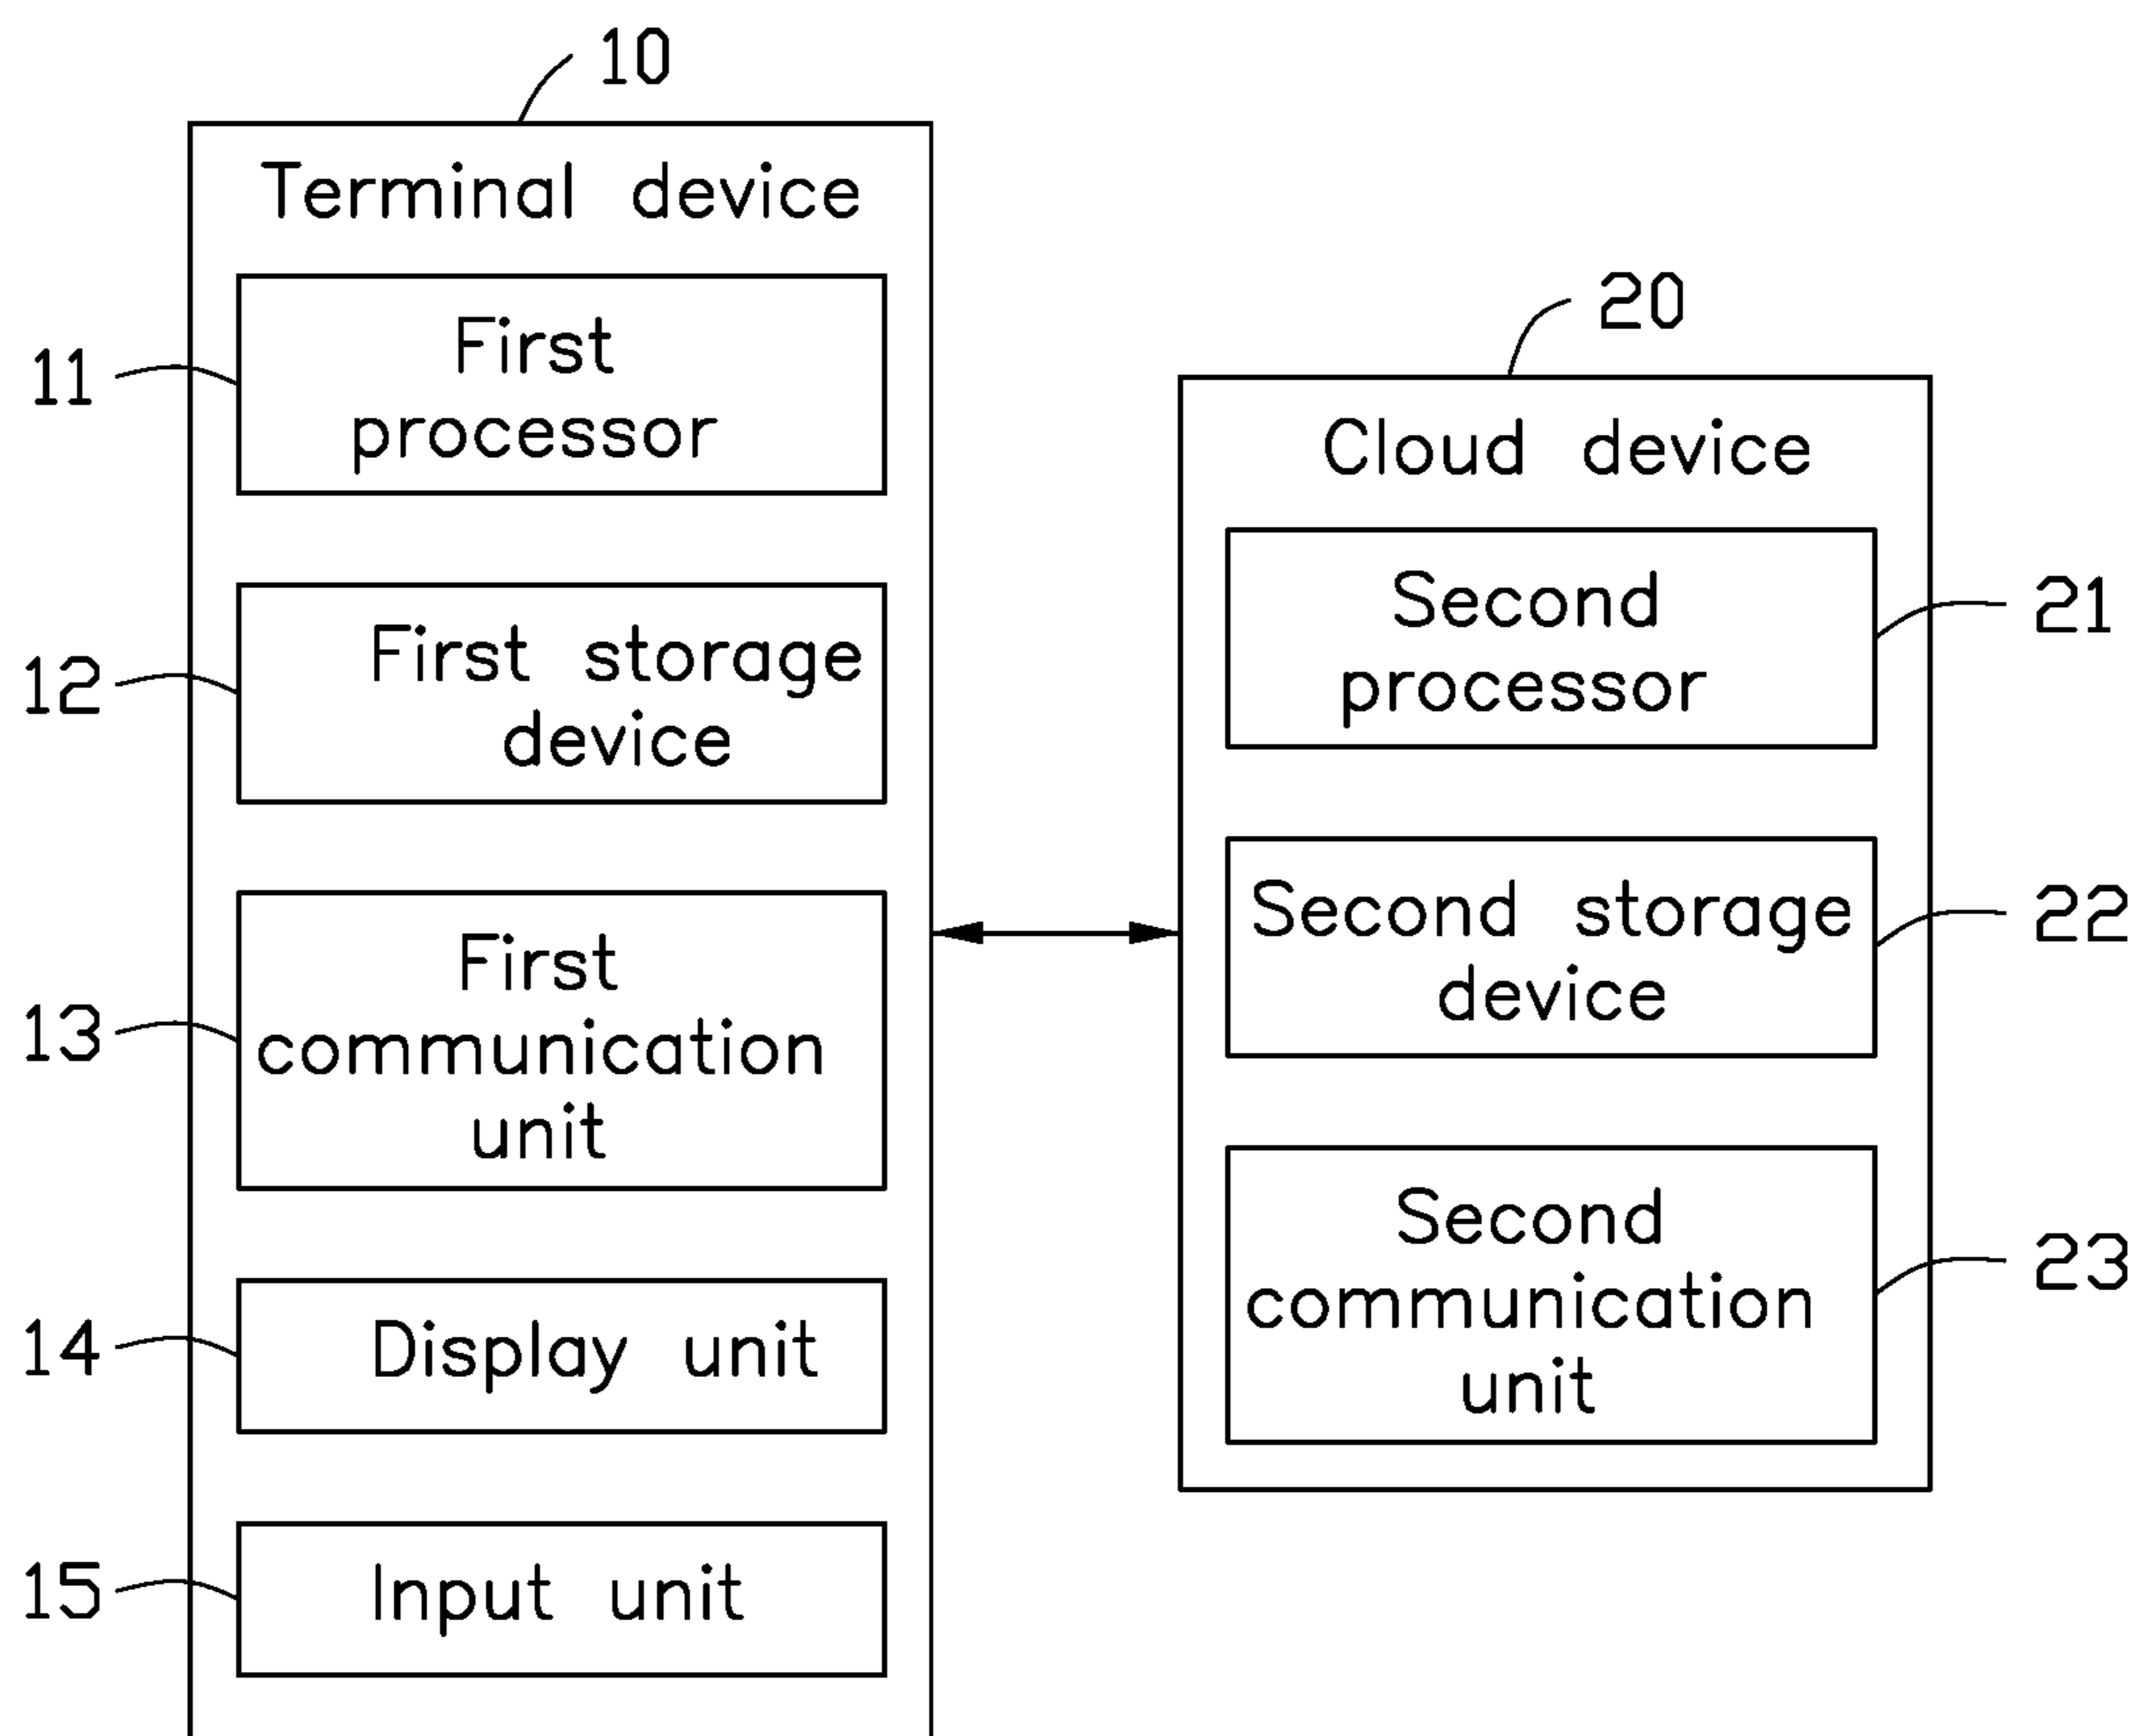 10
Terminal device
11
First
processor
12
First storage
device
13
First
communication
unit
14
Display unit
15
Input unit
20
Cloud device
21
Second
processor
22
Second storage
device
23
Second
communication
unit